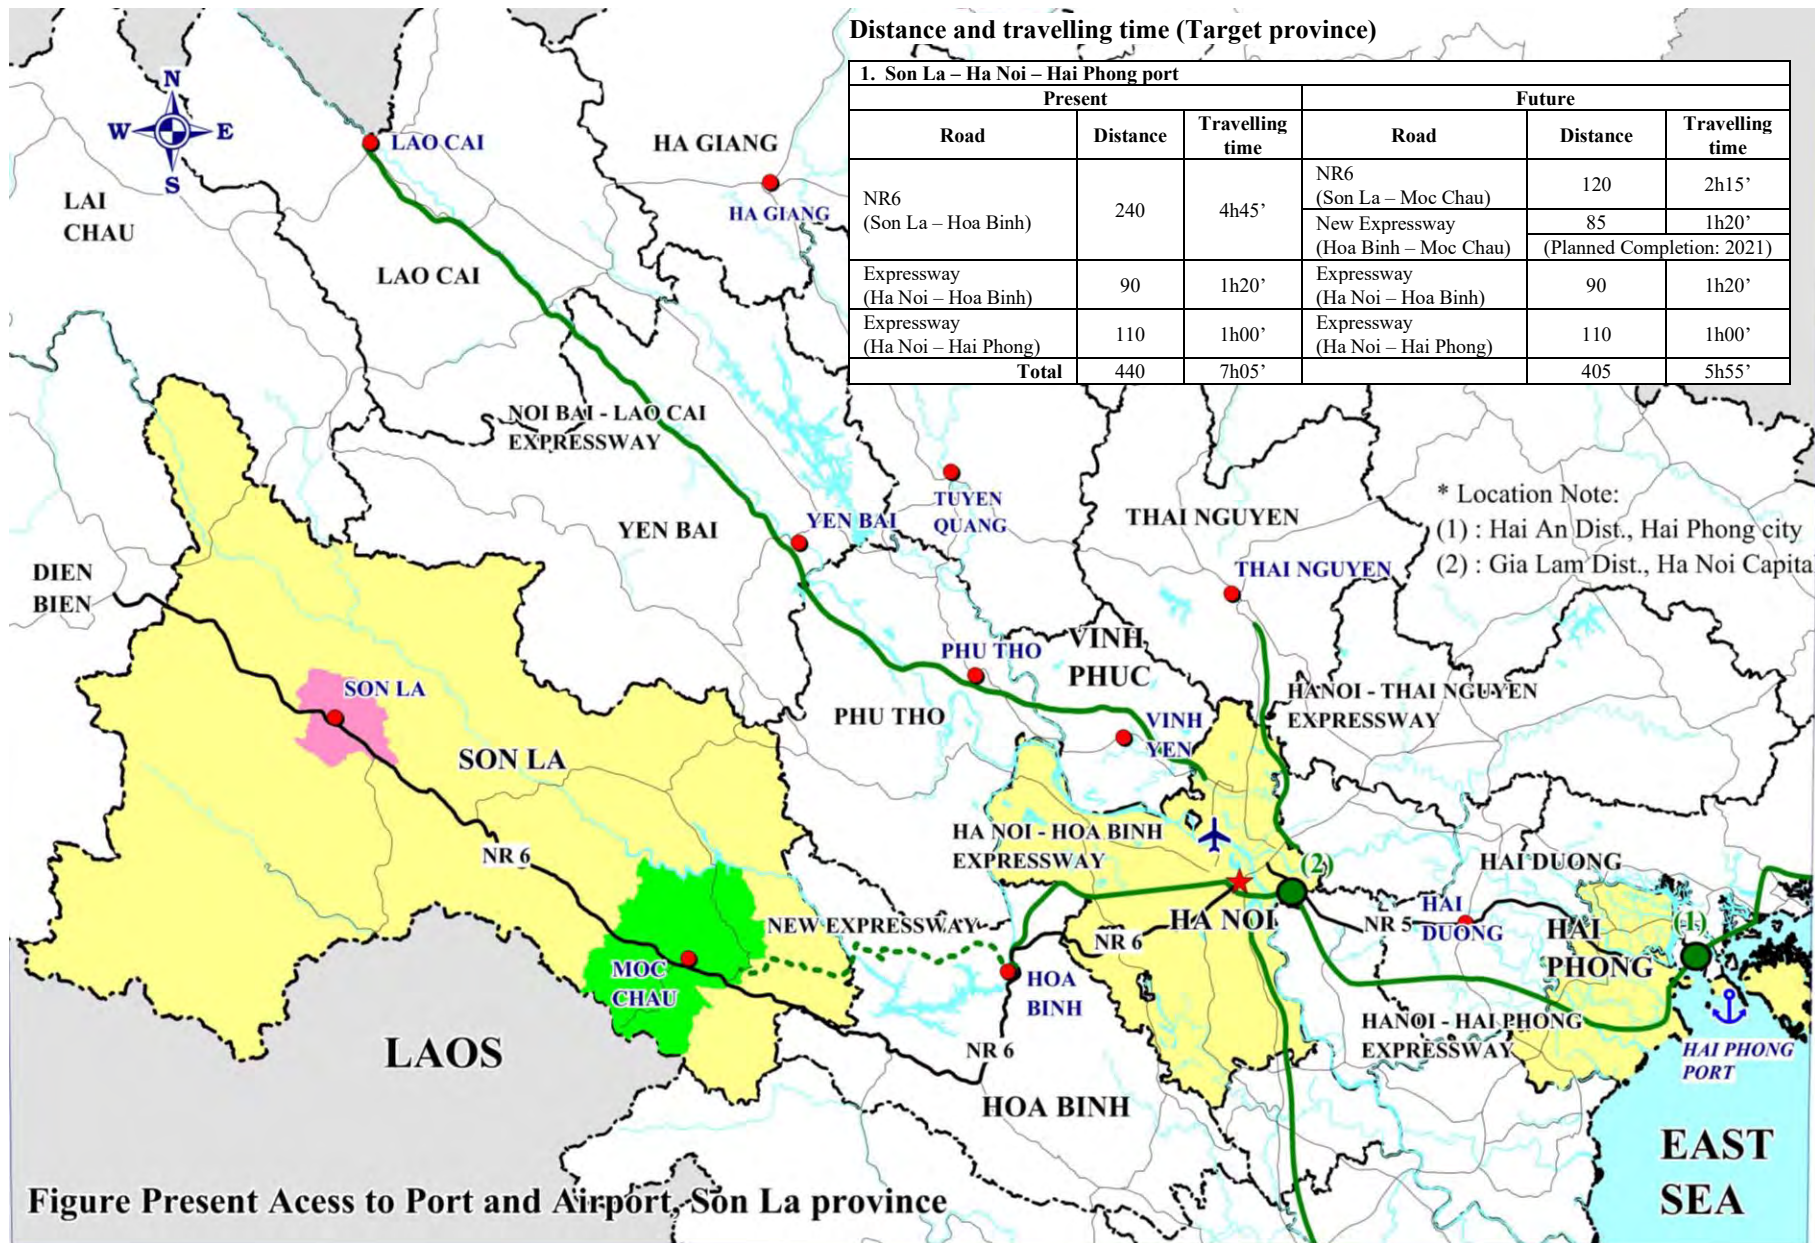 Distance and travelling time (Target province)
1. Son La – Ha Noi – Hai Phong port
Present
Future
Road
Distance
Travelling
time
Road
Distance
Travelling
time
NR6
(Son La – Hoa Binh)
240
4h45’
NR6
(Son La – Moc Chau)
120
2h15’
New Expressway
(Hoa Binh – Moc Chau)
85
1h20’
(Planned Completion: 2021)
Expressway
(Ha Noi – Hoa Binh)
90
1h20’
Expressway
(Ha Noi – Hoa Binh)
90
1h20’
Expressway
(Ha Noi – Hai Phong)
110
1h00’
Expressway
(Ha Noi – Hai Phong)
110
1h00’
Total
440
7h05’
405
5h55’
N
W
E
S
LAO CAI
HA GIANG
HA GIANG
LAI
CHAU
LAO CAI
NOI BAI - LAO CAI
EXPRESSWAY
YEN BAI
YEN BAI
TUYEN
QUANG
THAI NGUYEN
THAI NGUYEN
* Location Note:
(1) : Hai An Dist., Hai Phong city
(2) : Gia Lam Dist., Ha Noi Capita
DIEN
BIEN
SON LA
SON LA
PHU THO
PHU THO
VINH
PHUC
VINH
YEN
HANOI - THAI NGUYEN
EXPRESSWAY
NR 6
HA NOI - HOA BINH
EXPRESSWAY
(2)
HAI DUONG
NEW EXPRESSWAY
HA NOI
NR 6
NR 5
HAI
DUONG
HAI
PHONG
(1)
MOC
CHAU
HOA
BINH
HANOI - HAI PHONG
EXPRESSWAY
HAI PHONG
PORT
NR 6
LAOS
HOA BINH
EAST
SEA
Figure Present Acess to Port and Airport, Son La province